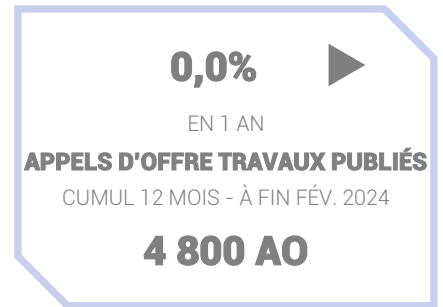 0,0%
EN 1 AN
APPELS D'OFFRE TRAVAUX PUBLIÉS
CUMUL 12 MOIS - À FIN FÉV. 2024
4 800 AO